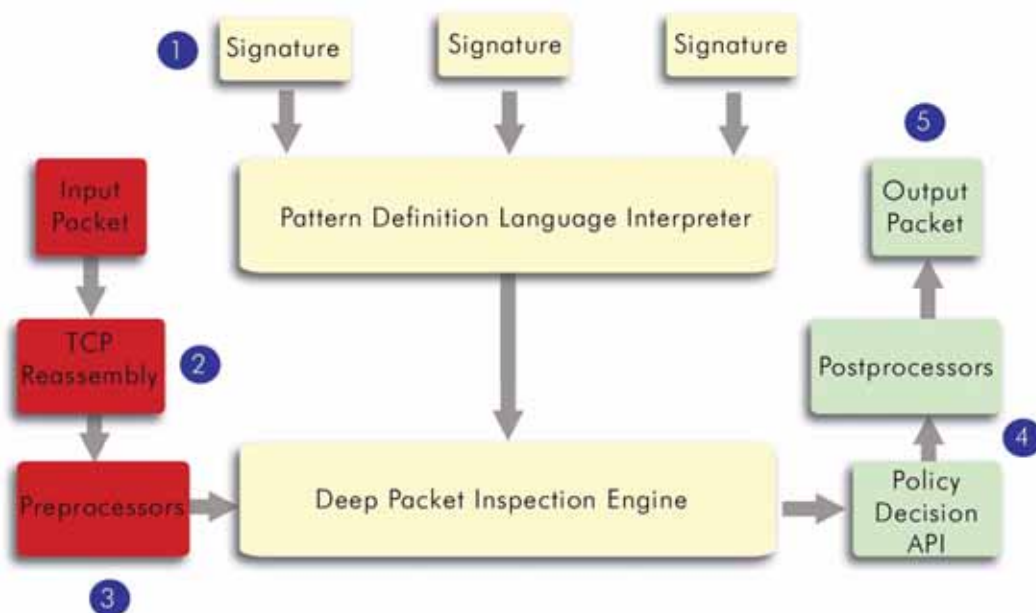 1
Signature
Signature
Signature
5
Input
Packet
Pattern Definition Language Interpreter
Output
Packet
TCP
Reassembly
2
Postprocessors
4
Preprocessors
Deep Packet Inspection Engine
Policy
Decision
API
3